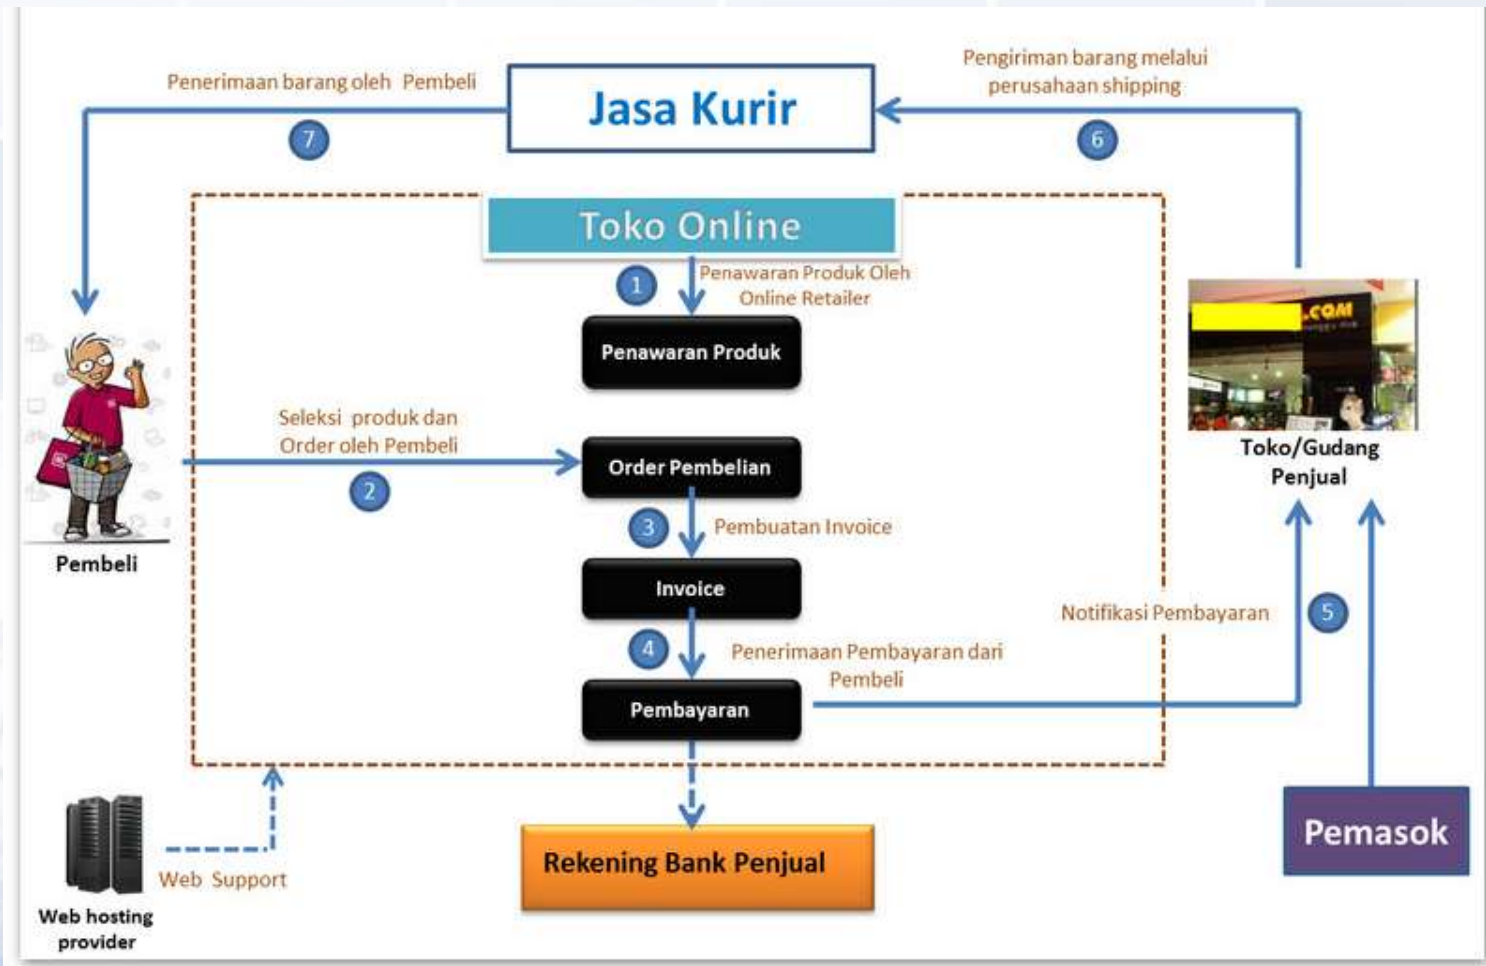 Pengiriman barang melalui
perusahaan shipping
Penerimaan barang oleh Pembeli
Jasa Kurir
7
6
Toko Online
1
Penawaran Produk Oleh
Online Retailer
.COM
Penawaran Produk
Seleksi produk dan
Order oleh Pembeli
Order Pembelian
2
Toko/Gudang
Penjual
3
Pembuatan Invoice
Pembeli
Invoice
Notifikasi Pembayaran
5
4
Penerimaan Pembayaran dari
Pembeli
Pembayaran
Pemasok
Rekening Bank Penjual
Web Support
Web hosting
provider